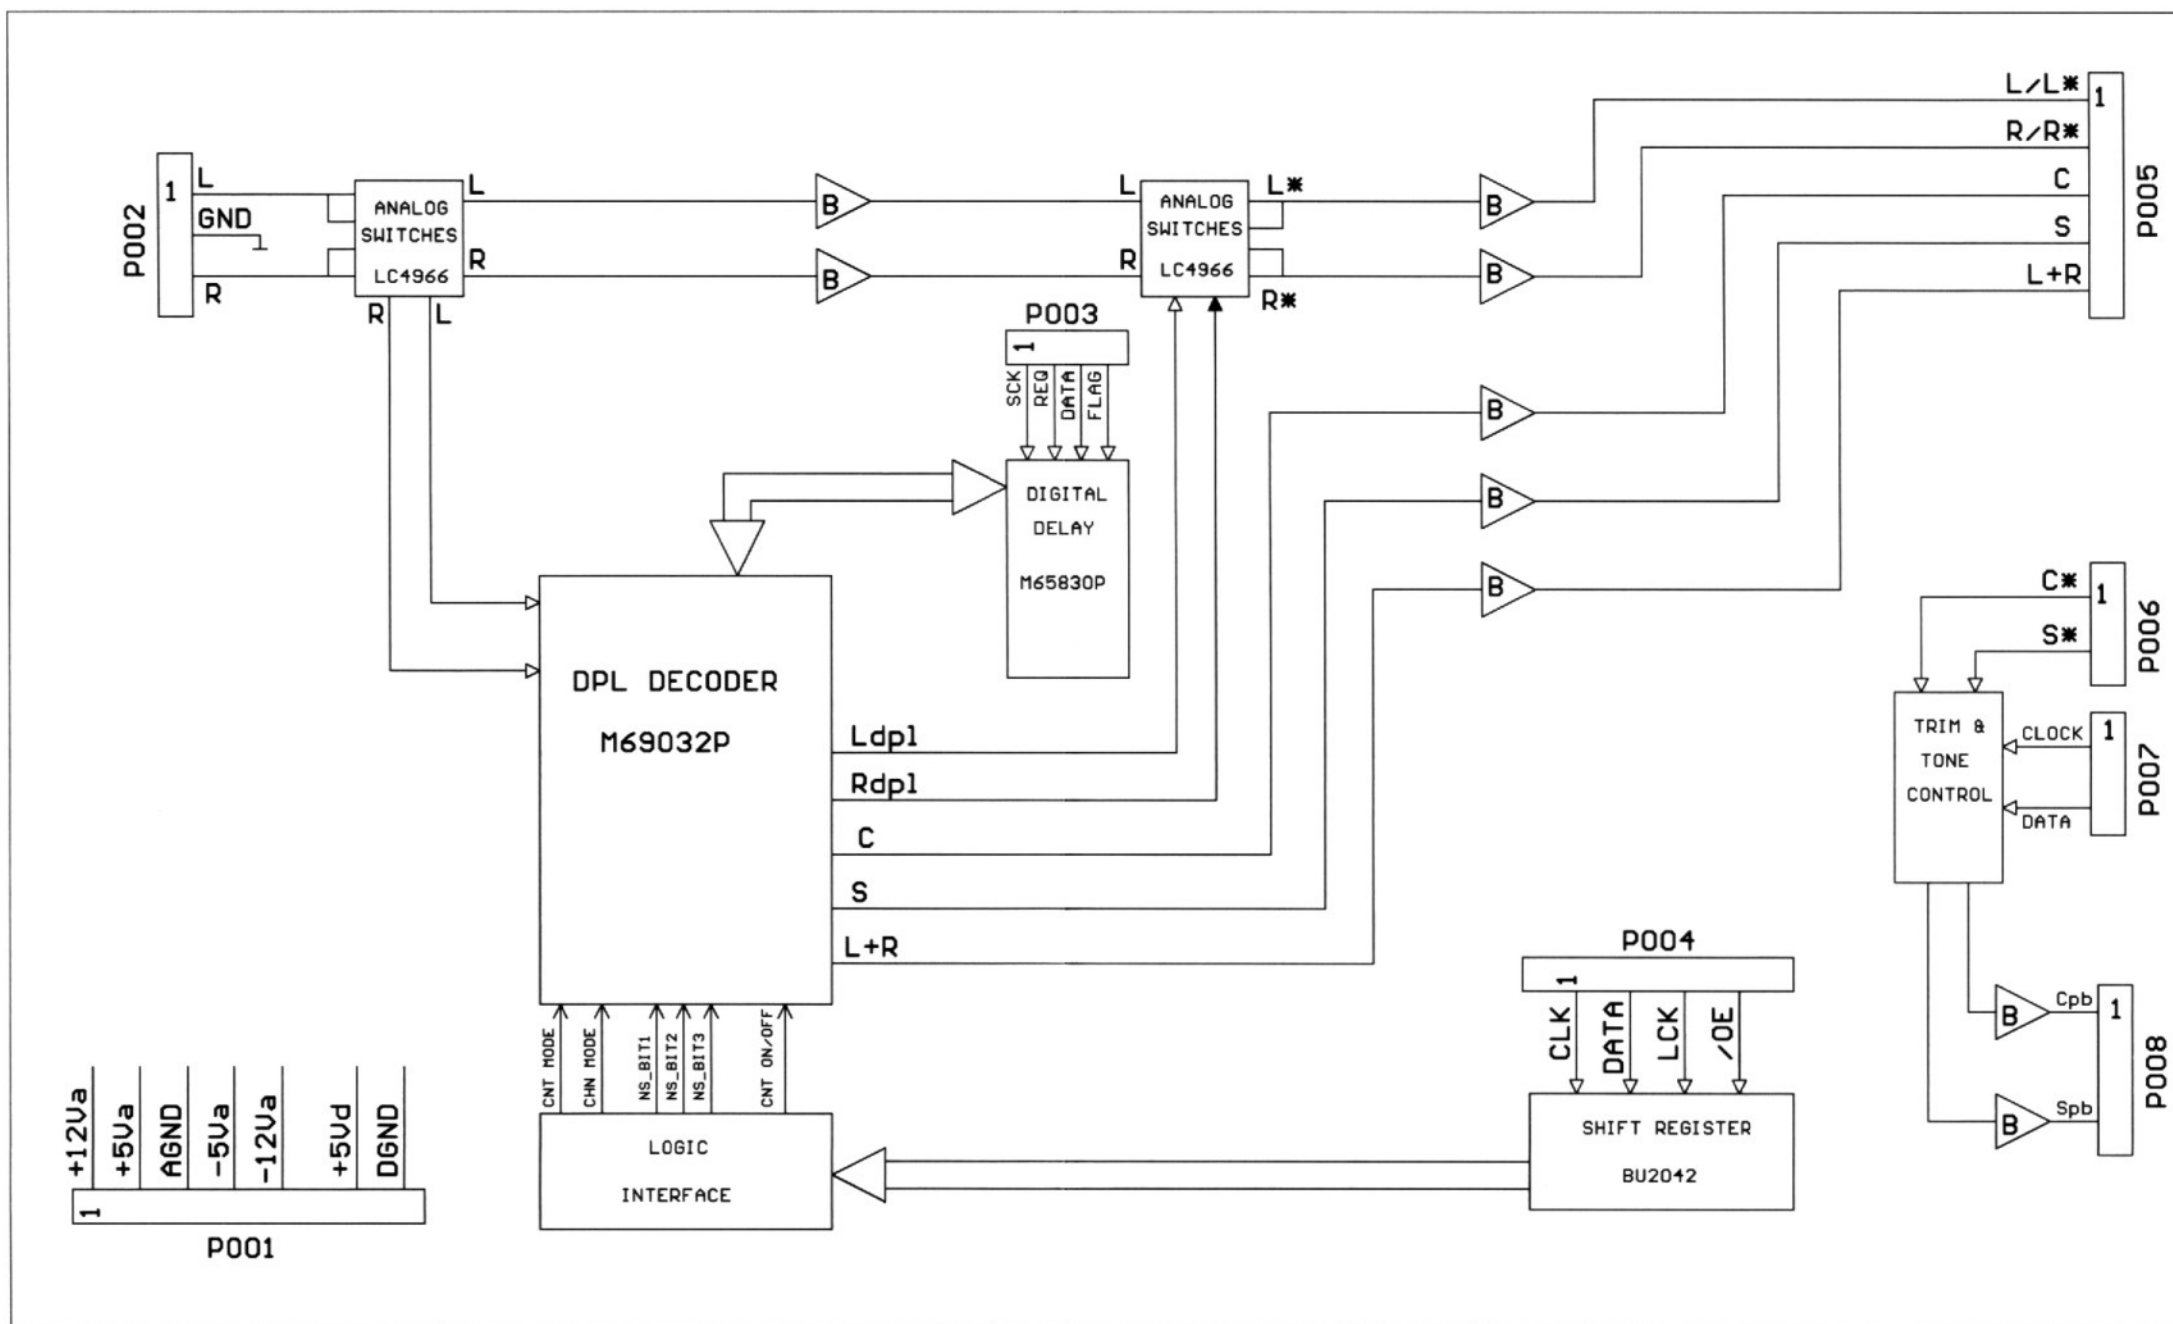 L/L*
1
R/R*
C
S
L+R
P005
P002
1
L
GND
R
ANALOG
SWITCHES
LC4966
L
R
R
L
B
B
L
R
ANALOG
SWITCHES
LC4966
L*
R*
B
B
P003
1
SCK
REQ
DATA
FLAG
DIGITAL
DELAY
M65830P
B
B
B
DPL DECODER
M69032P
Ldpl
Rdpl
C
S
L+R
C*
1
S*
P006
TRIM &
TONE
CONTROL
CLOCK
1
DATA
P007
CNT MODE
CHN MODE
NS_BIT1
NS_BIT2
NS_BIT3
CNT ON/OFF
LOGIC
INTERFACE
P004
1
CLK
DATA
LCK
/OE
SHIFT REGISTER
BU2042
B
Cpb
1
B
Spb
P008
+12Va
+5Va
AGND
-5Va
-12Va
+5Vd
DGND
1
P001